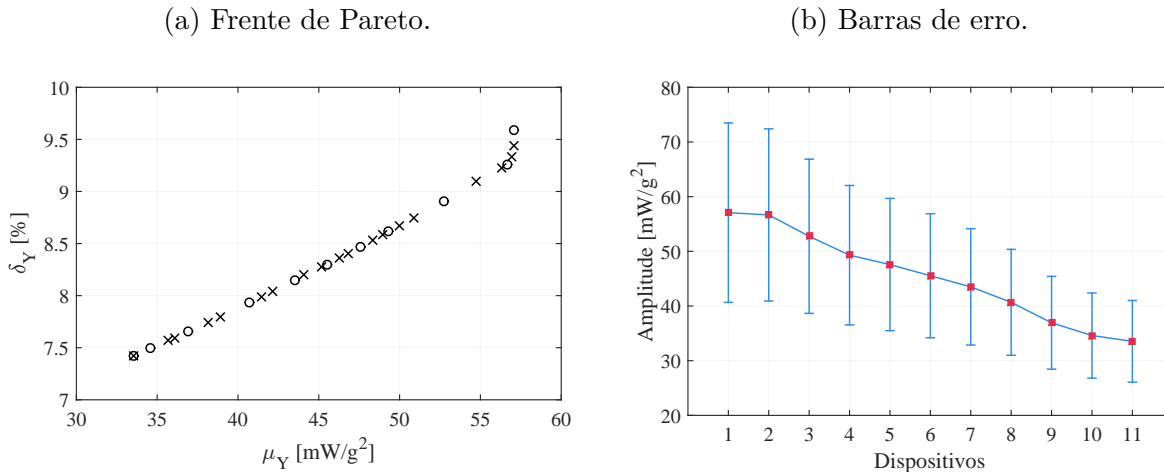 (a) Frente de Pareto.
(b) Barras de erro.
10
9.5
9
8.5
8
7.5
7
δ_Y [%]
30 35 40 45 50 55 60
μ_Y [mW/g²]
80
70
60
50
40
30
20
Amplitude [mW/g²]
1 2 3 4 5 6 7 8 9 10 11
Dispositivos